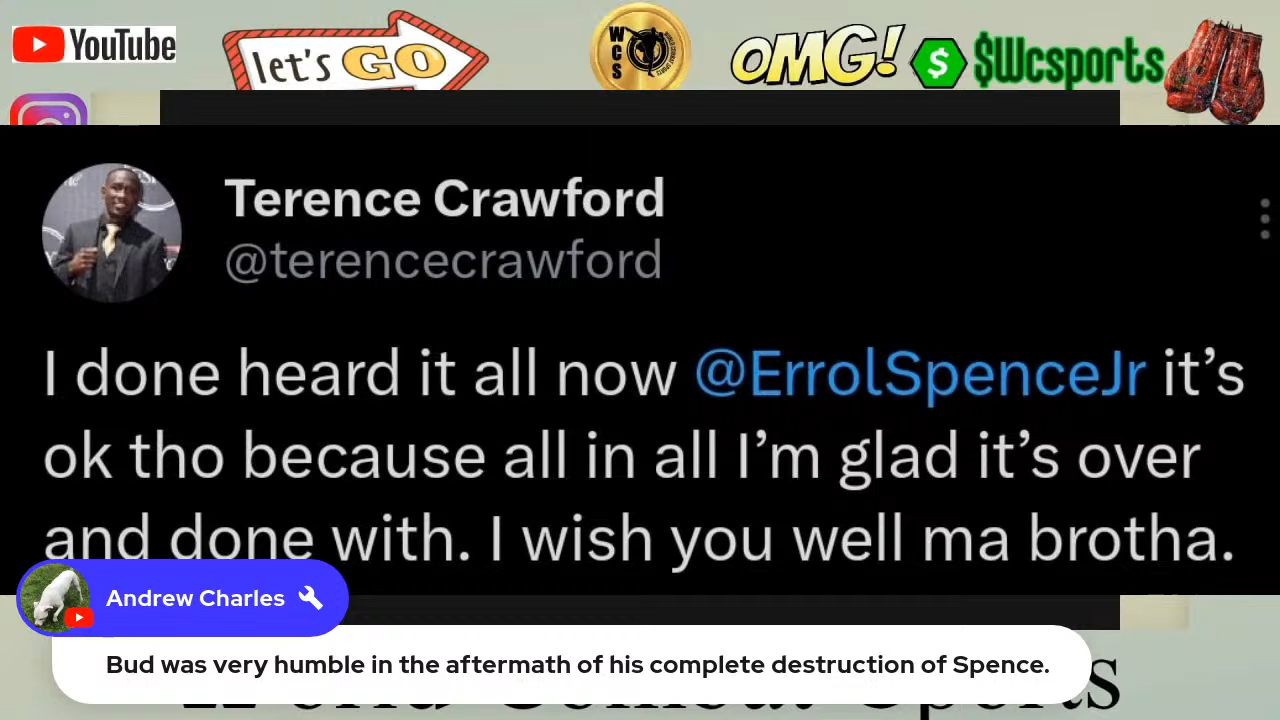 YouTube
let's GO
WCS
OMG!
$
$Wcsports
Terence Crawford
@terencecrawford
I done heard it all now @ErrolSpenceJr it's
ok tho because all in all I'm glad it's over
and done with. I wish you well ma brotha.
Andrew Charles
Bud was very humble in the aftermath of his complete destruction of Spence.